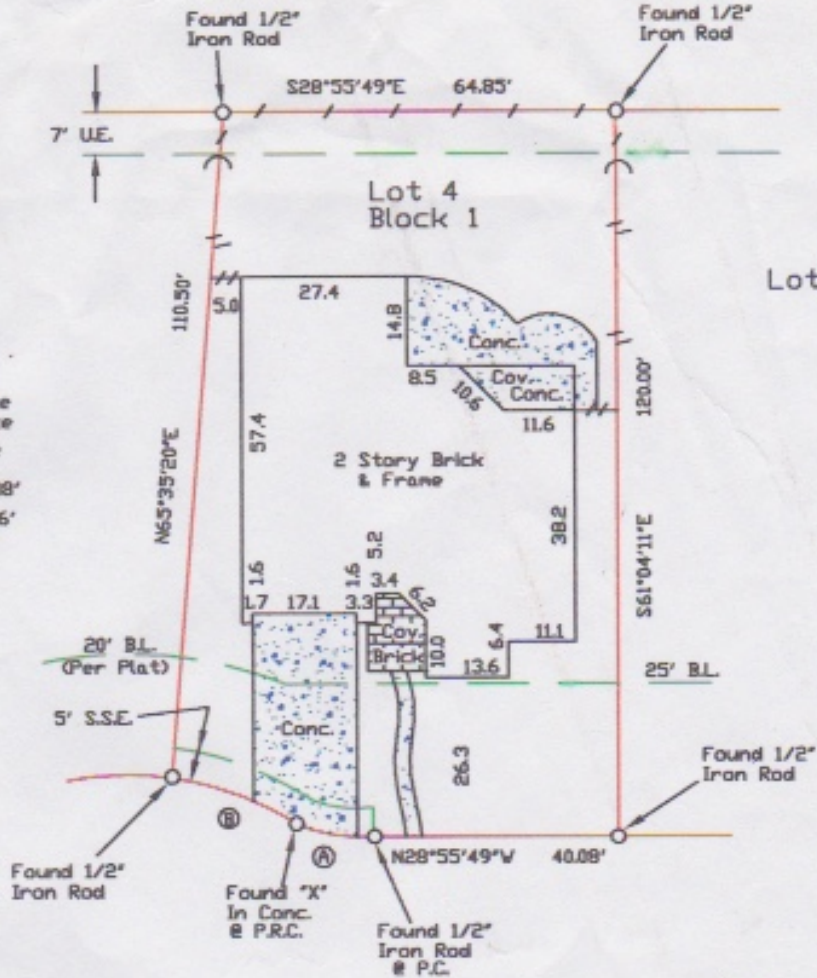 Found 1/2"
Iron Rod
Found 1/2"
Iron Rod
S28°55'49"E 64.85'
7' U.E.
Lot 4
Block 1
Lot
27.4
5.0
110.50'
14.8
Conc.
8.5
Cov.
Conc.
10.6
11.6
120.00'
57.4
2 Story Brick
& Frame
38.2
N65°35'20"E
S61°04'11"E
5.2
1.6
1.6
3.4
6.2
1.7
17.1
3.3
Cov.
Brick
10.0
6.4
11.1
13.6
20' B.L.
(Per Plat)
25' B.L.
5' S.S.E.
Conc.
26.3
Found 1/2"
Iron Rod
B
A
N28°55'49"W 40.08'
Found 1/2"
Iron Rod
Found "X"
In Conc.
@ P.R.C.
Found 1/2"
Iron Rod
@ P.C.